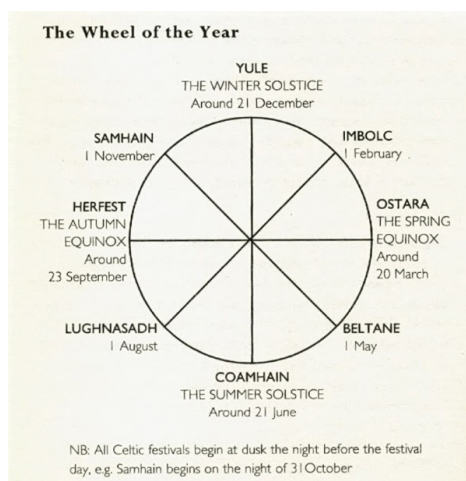 The Wheel of the Year
YULE
THE WINTER SOLSTICE
Around 21 December
IMBOLC
1 February
OSTARA
THE SPRING
EQUINOX
Around
20 March
BELTANE
1 May
COAMHAIN
THE SUMMER SOLSTICE
Around 21 June
LUGHNASADH
1 August
HERFEST
THE AUTUMN
EQUINOX
Around
23 September
SAMHAIN
1 November
NB: All Celtic festivals begin at dusk the night before the festival
day, e.g. Samhain begins on the night of 31October